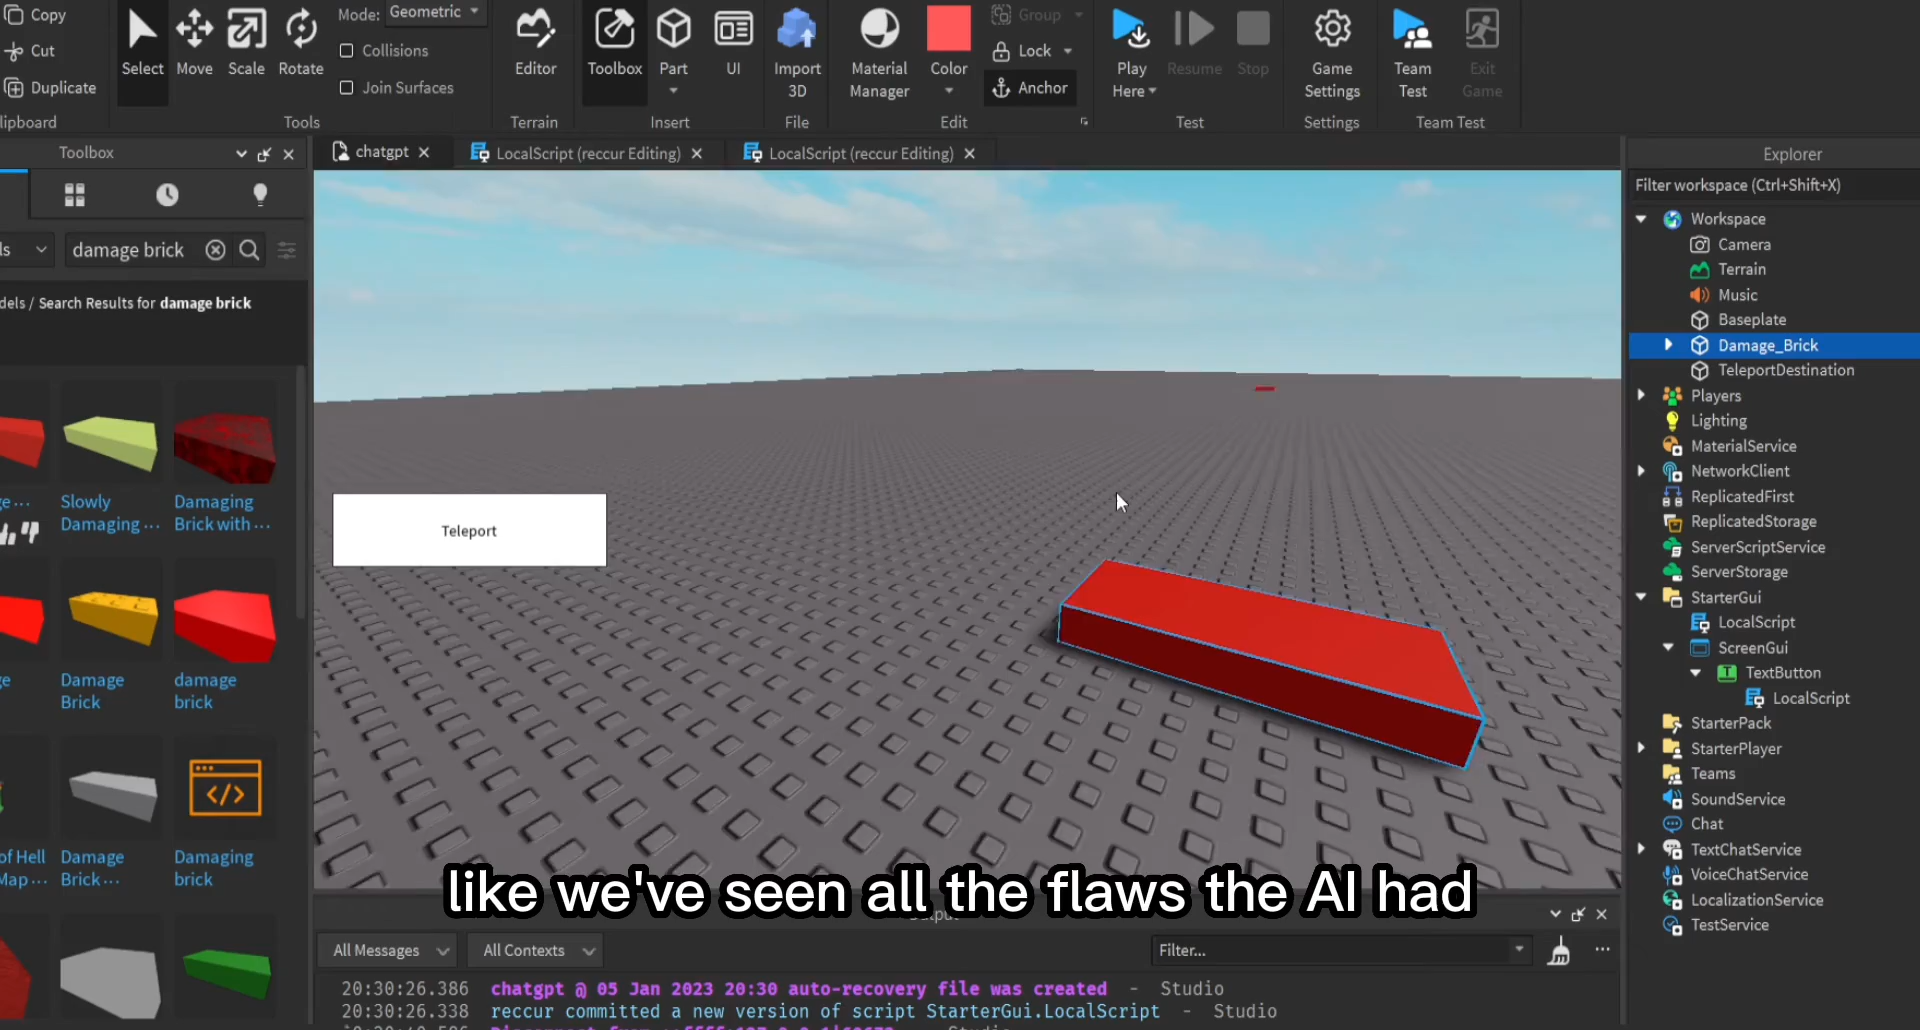 Copy
Cut
Duplicate
lipboard
Select
Move
Scale
Rotate
Mode: Geometric
Collisions
Join Surfaces
Tools
Editor
Terrain
Toolbox
Part
UI
Insert
Import
3D
File
Material
Manager
Color
Group
Lock
Anchor
Edit
Play
Here
Resume
Stop
Test
Game
Settings
Settings
Team
Test
Exit
Game
Team Test
Toolbox
chatgpt
LocalScript (reccur Editing)
LocalScript (reccur Editing)
Explorer
Filter workspace (Ctrl+Shift+X)
ls
damage brick
dels / Search Results for damage brick
ge ...
Slowly
Damaging ...
Damaging
Brick with ...
ge
Damage
Brick
damage
brick
of Hell
Map ...
Damage
Brick ...
Damaging
brick
Teleport
Workspace
Camera
Terrain
Music
Baseplate
Damage_Brick
TeleportDestination
Players
Lighting
MaterialService
NetworkClient
ReplicatedFirst
ReplicatedStorage
ServerScriptService
ServerStorage
StarterGui
LocalScript
ScreenGui
TextButton
LocalScript
StarterPack
StarterPlayer
Teams
SoundService
Chat
TextChatService
VoiceChatService
LocalizationService
TestService
like we've seen all the flaws the AI had
Output
All Messages
All Contexts
Filter...
20:30:26.386 chatgpt @ 05 Jan 2023 20:30 auto-recovery file was created - Studio
20:30:26.338 reccur committed a new version of script StarterGui.LocalScript - Studio